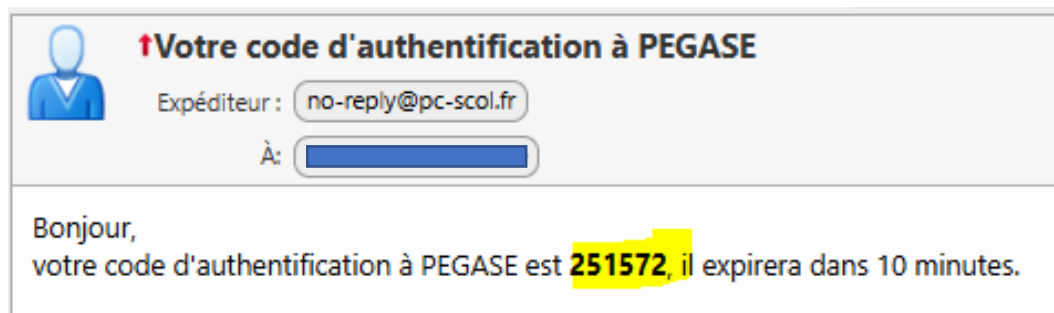 Votre code d'authentification à PEGASE
Expéditeur : no-reply@pc-scol.fr
À:
Bonjour,
votre code d'authentification à PEGASE est 251572, il expirera dans 10 minutes.